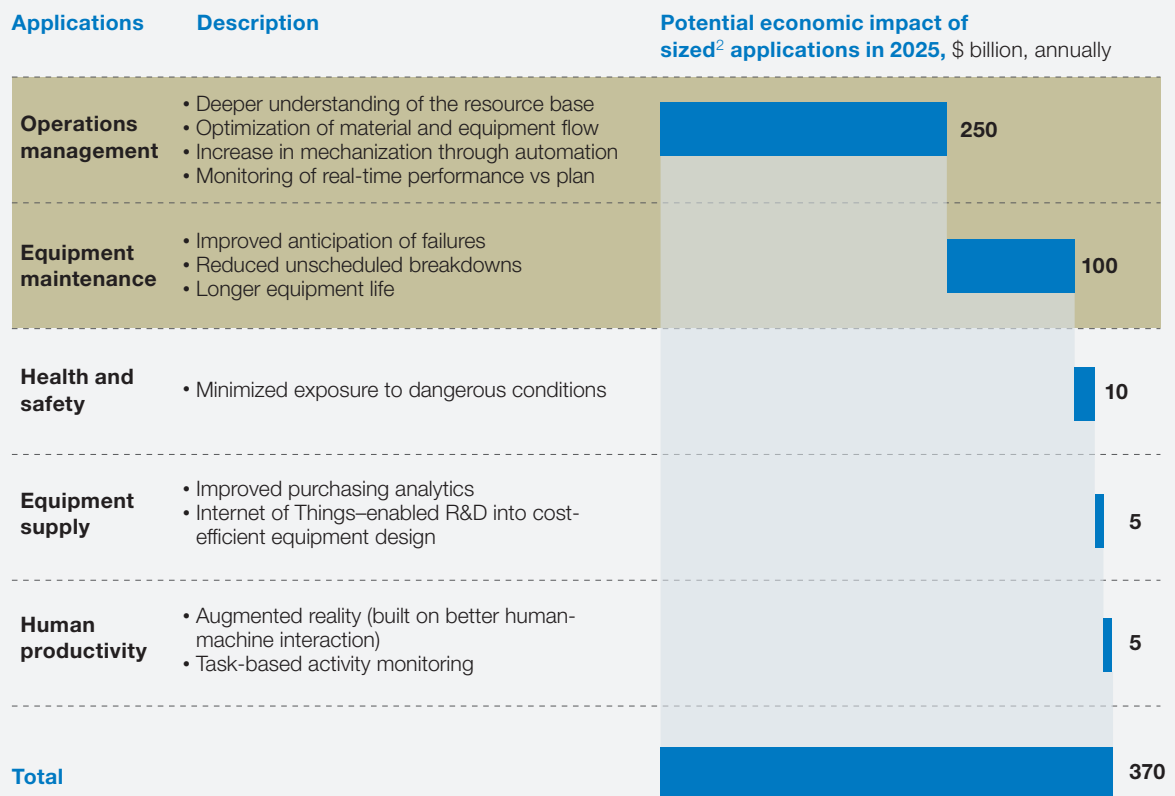 Applications
Description
Potential economic impact of
sized² applications in 2025, $ billion, annually
Operations
management
• Deeper understanding of the resource base
• Optimization of material and equipment flow
• Increase in mechanization through automation
• Monitoring of real-time performance vs plan
250
Equipment
maintenance
• Improved anticipation of failures
• Reduced unscheduled breakdowns
• Longer equipment life
100
Health and
safety
• Minimized exposure to dangerous conditions
10
Equipment
supply
• Improved purchasing analytics
• Internet of Things–enabled R&D into cost-
efficient equipment design
5
Human
productivity
• Augmented reality (built on better human-
machine interaction)
• Task-based activity monitoring
5
Total
370